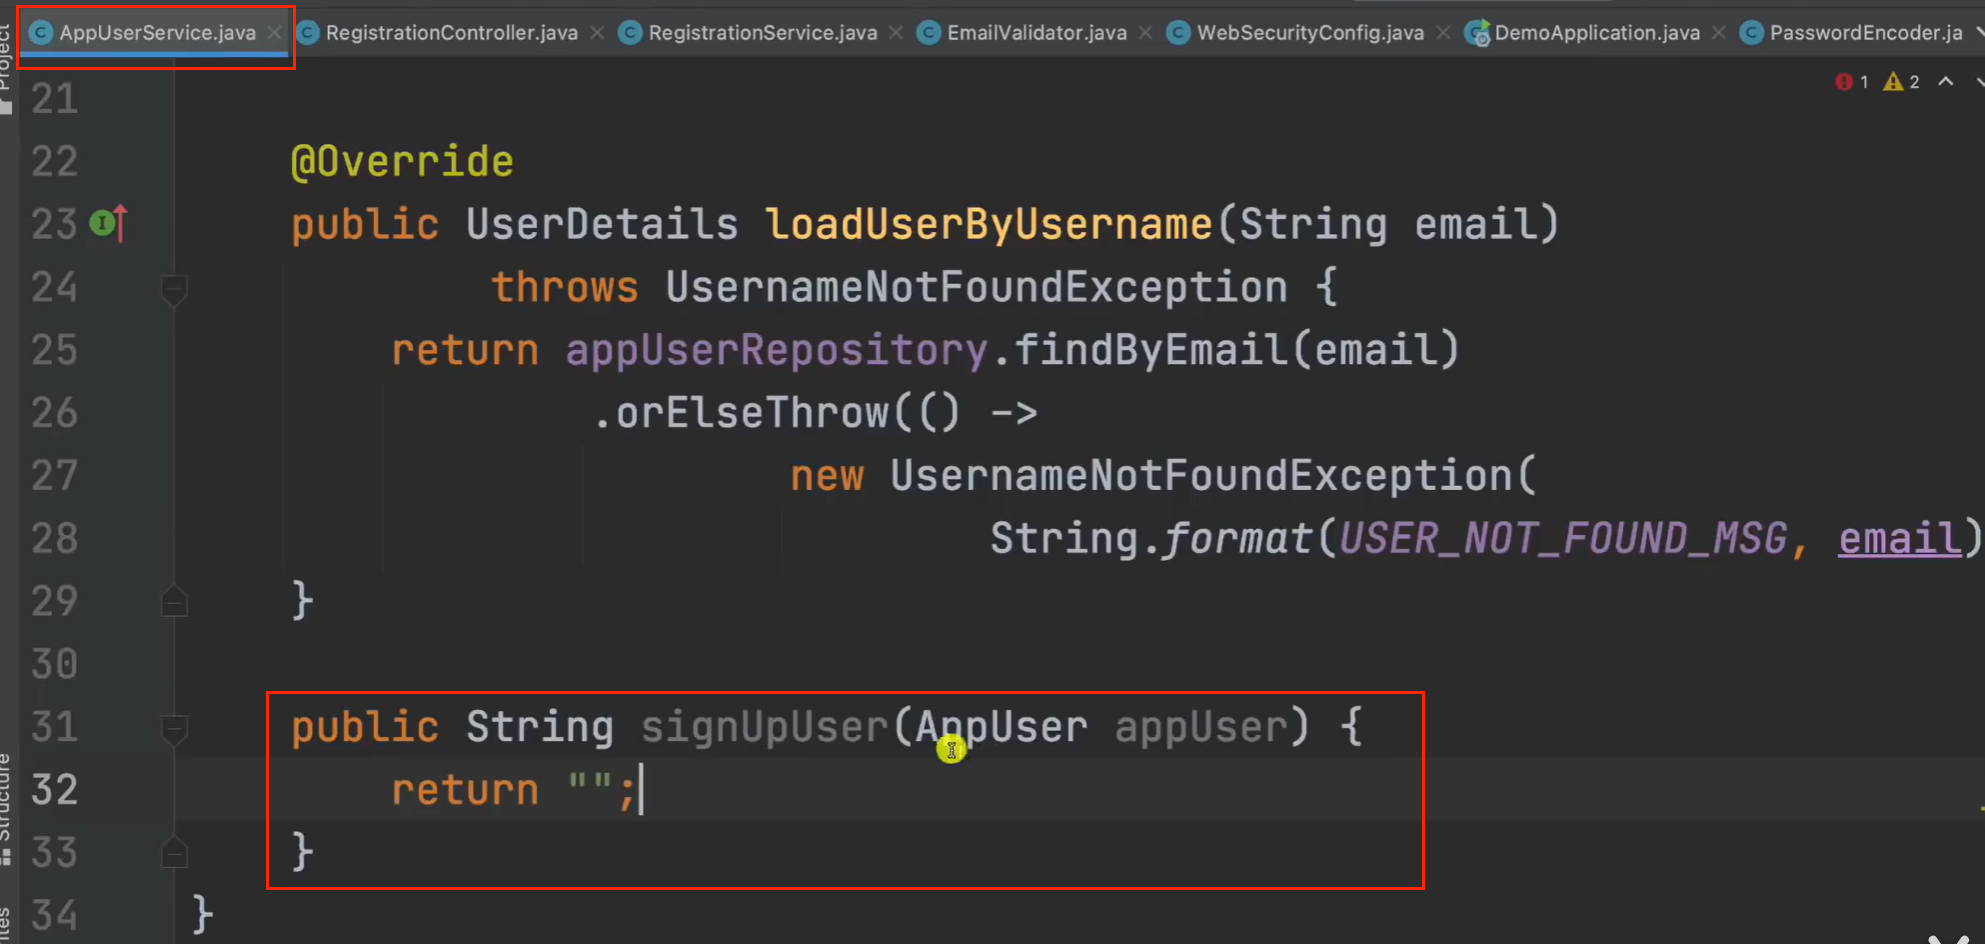 AppUserService.java RegistrationController.java RegistrationService.java EmailValidator.java WebSecurityConfig.java DemoApplication.java PasswordEncoder.ja
Project
1 2
21
22 @Override
23 public UserDetails loadUserByUsername(String email)
24 throws UsernameNotFoundException {
25 return appUserRepository.findByEmail(email)
26 .orElseThrow(() ->
27 new UsernameNotFoundException(
28 String.format(USER_NOT_FOUND_MSG, email)
29 }
30
31 public String signUpUser(AppUser appUser) {
32 return "";
33 }
34 }
Structure